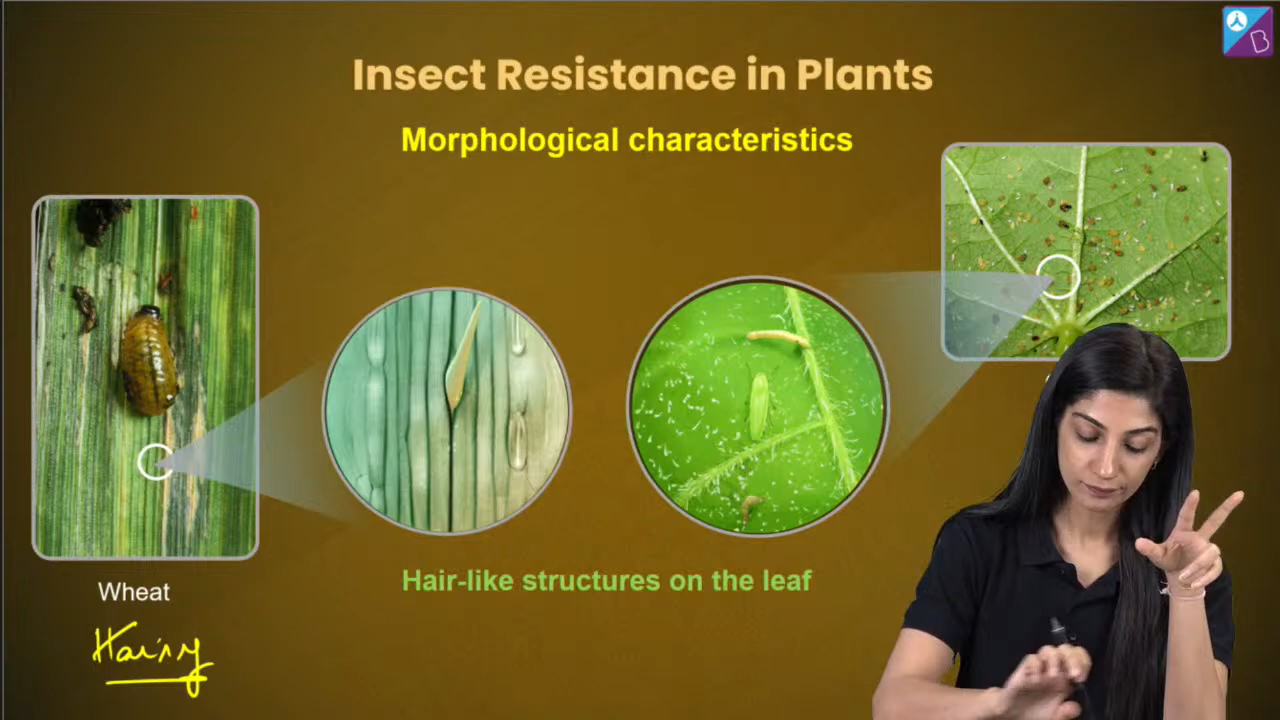 Insect Resistance in Plants
Morphological characteristics
Hair-like structures on the leaf
Wheat
Hairy